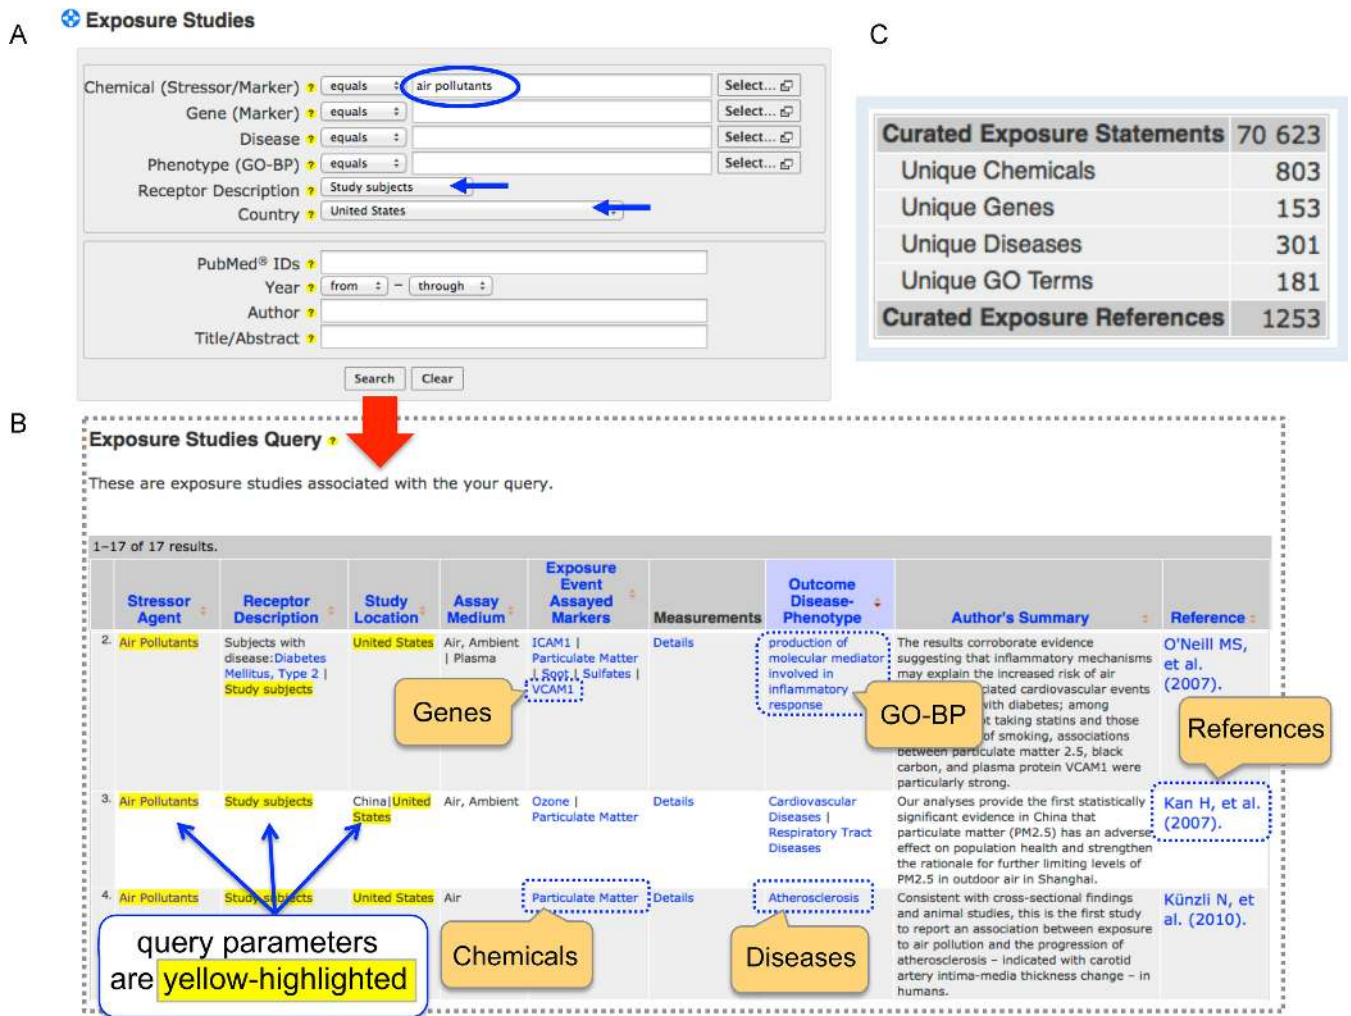 A
Exposure Studies
Chemical (Stressor/Marker) ? equals air pollutants Select...
Gene (Marker) ? equals Select...
Disease ? equals Select...
Phenotype (GO-BP) ? equals Select...
Receptor Description ? Study subjects
Country ? United States
PubMed® IDs ?
Year ? from – through
Author ?
Title/Abstract ?
Search Clear
C
Curated Exposure Statements 70 623
Unique Chemicals 803
Unique Genes 153
Unique Diseases 301
Unique GO Terms 181
Curated Exposure References 1253
B
Exposure Studies Query ?
These are exposure studies associated with the your query.
1–17 of 17 results.
Stressor
Agent
Receptor
Description
Study
Location
Assay
Medium
Exposure
Event
Assayed
Markers
Measurements
Outcome
Disease-
Phenotype
Author's Summary
Reference
2. Air Pollutants
Subjects with
disease:Diabetes
Mellitus, Type 2 |
Study subjects
United States
Air, Ambient
| Plasma
ICAM1 |
Particulate Matter
| Soot | Sulfates |
VCAM1
Details
production of
molecular mediator
involved in
inflammatory
response
The results corroborate evidence
suggesting that inflammatory mechanisms
may explain the increased risk of air
cardiovascular events
with diabetes; among
taking statins and those
of smoking, associations
between particulate matter 2.5, black
carbon, and plasma protein VCAM1 were
particularly strong.
O'Neill MS,
et al.
(2007).
Genes
GO-BP
References
3. Air Pollutants
Study subjects
China|United
States
Air, Ambient
Ozone |
Particulate Matter
Details
Cardiovascular
Diseases |
Respiratory Tract
Diseases
Our analyses provide the first statistically
significant evidence in China that
particulate matter (PM2.5) has an adverse
effect on population health and strengthen
the rationale for further limiting levels of
PM2.5 in outdoor air in Shanghai.
Kan H, et al.
(2007).
4. Air Pollutants
Study subjects
United States
Air
Particulate Matter
Details
Atherosclerosis
Consistent with cross-sectional findings
and animal studies, this is the first study
to report an association between exposure
to air pollution and the progression of
atherosclerosis – indicated with carotid
artery intima-media thickness change – in
humans.
Künzli N, et
al. (2010).
query parameters
are yellow-highlighted
Chemicals
Diseases